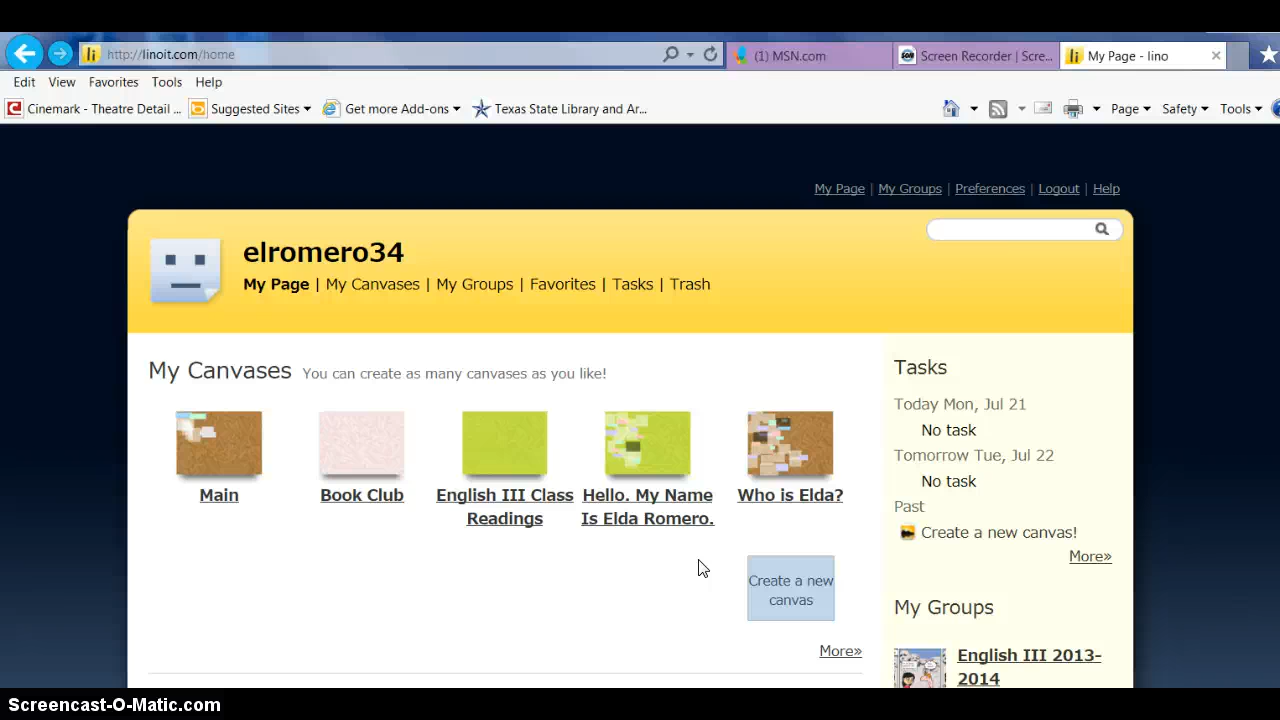 http://linoit.com/home
(1) MSN.com
Screen Recorder | Scre...
My Page - lino
Edit View Favorites Tools Help
Cinemark - Theatre Detail ... Suggested Sites Get more Add-ons Texas State Library and Ar...
Page Safety Tools
My Page | My Groups | Preferences | Logout | Help
elromero34
My Page | My Canvases | My Groups | Favorites | Tasks | Trash
My Canvases You can create as many canvases as you like!
Main
Book Club
English III Class
Readings
Hello. My Name
Is Elda Romero.
Who is Elda?
Create a new
canvas
More»
Tasks
Today Mon, Jul 21
No task
Tomorrow Tue, Jul 22
No task
Past
Create a new canvas!
More»
My Groups
English III 2013-
2014
Screencast-O-Matic.com